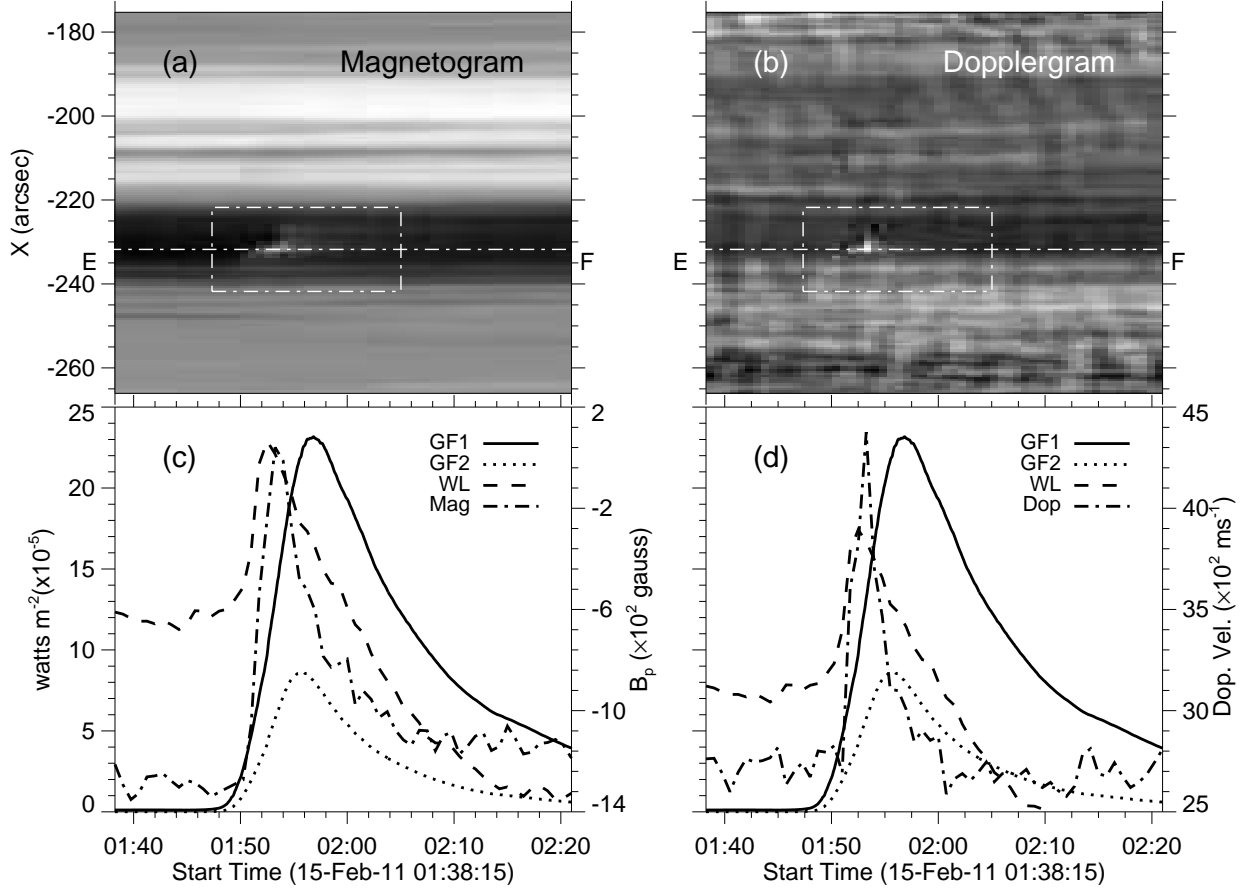 (a) Magnetogram
(b) Dopplergram
X (arcsec)
-180
-200
-220
-240
-260
E
F
E
F
(c)
GF1
GF2
WL
Mag
watts m-2(x10-5)
25
20
15
10
5
0
2
-2
-6
-10
-14
Bp (×10² gauss)
(d)
GF1
GF2
WL
Dop
45
40
35
30
25
Dop. Vel. (×10² ms-1)
01:40 01:50 02:00 02:10 02:20
Start Time (15-Feb-11 01:38:15)
01:40 01:50 02:00 02:10 02:20
Start Time (15-Feb-11 01:38:15)